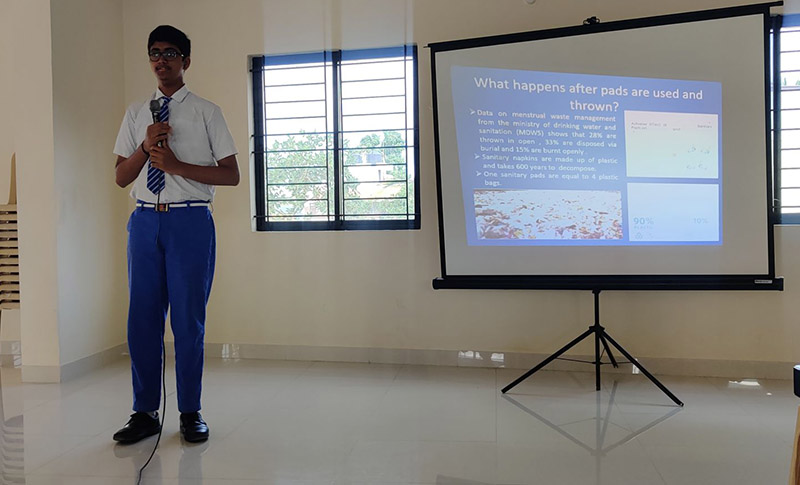 What happens after pads are used and
thrown?
➤Data on menstrual waste management
from the ministry of drinking water and
sanitation (MOWS) shows that 28% are
thrown in open , 33% are disposed via
burial and 15% are burnt openly .
➤Sanitary napkins are made up of plastic
and takes 600 years to decompose.
➤One sanitary pads are equal to 4 plastic
bags.
90%